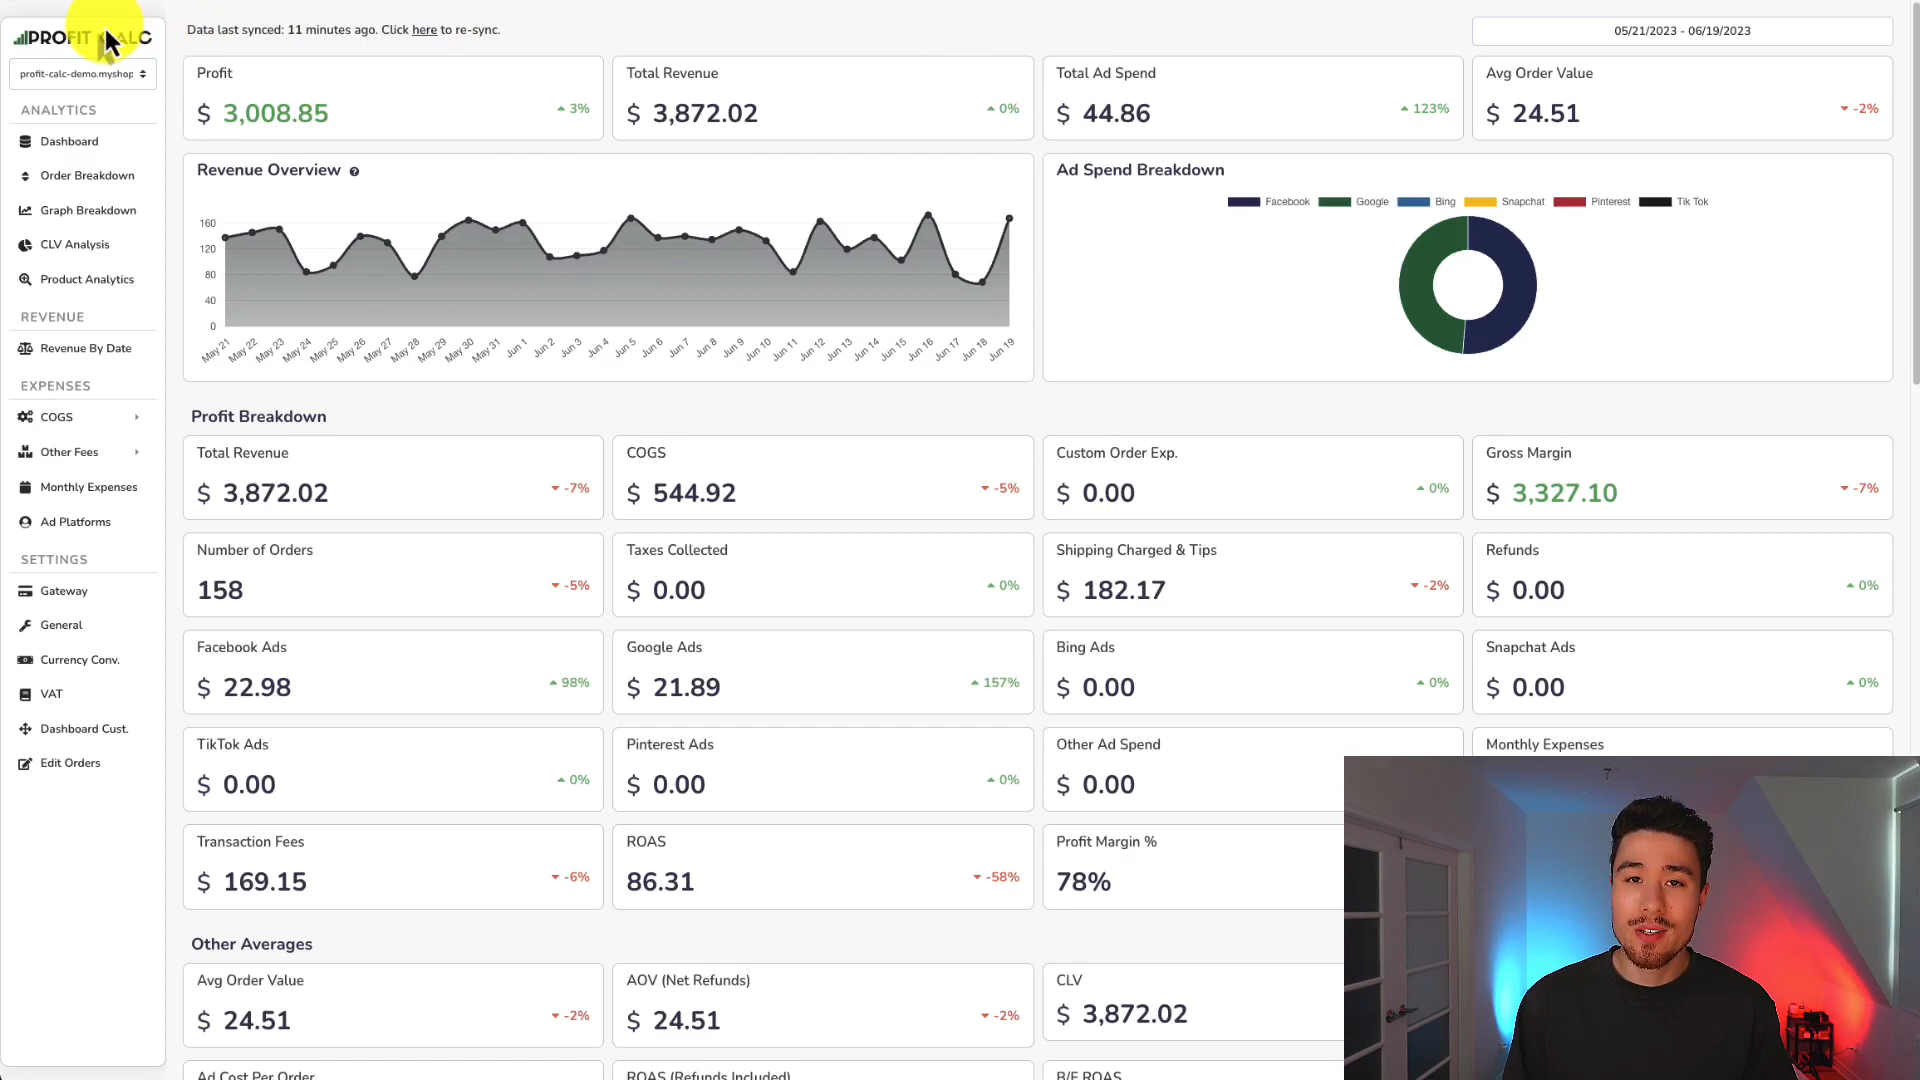 PROFIT CALC
Data last synced: 11 minutes ago. Click here to re-sync.
05/21/2023 - 06/19/2023
profit-calc-demo.myshop
ANALYTICS
Dashboard
Order Breakdown
Graph Breakdown
CLV Analysis
Product Analytics
REVENUE
Revenue By Date
EXPENSES
COGS
Other Fees
Monthly Expenses
Ad Platforms
SETTINGS
Gateway
General
Currency Conv.
VAT
Dashboard Cust.
Edit Orders
Profit
$ 3,008.85
3%
Total Revenue
$ 3,872.02
0%
Total Ad Spend
$ 44.86
123%
Avg Order Value
$ 24.51
-2%
Revenue Overview
160
120
80
40
0
May 21 May 22 May 23 May 24 May 25 May 26 May 27 May 28 May 29 May 30 May 31 Jun 1 Jun 2 Jun 3 Jun 4 Jun 5 Jun 6 Jun 7 Jun 8 Jun 9 Jun 10 Jun 11 Jun 12 Jun 13 Jun 14 Jun 15 Jun 16 Jun 17 Jun 18 Jun 19
Ad Spend Breakdown
Facebook Google Bing Snapchat Pinterest Tik Tok
Profit Breakdown
Total Revenue
$ 3,872.02
-7%
COGS
$ 544.92
-5%
Custom Order Exp.
$ 0.00
0%
Gross Margin
$ 3,327.10
-7%
Number of Orders
158
-5%
Taxes Collected
$ 0.00
0%
Shipping Charged & Tips
$ 182.17
-2%
Refunds
$ 0.00
0%
Facebook Ads
$ 22.98
98%
Google Ads
$ 21.89
157%
Bing Ads
$ 0.00
0%
Snapchat Ads
$ 0.00
0%
TikTok Ads
$ 0.00
0%
Pinterest Ads
$ 0.00
0%
Other Ad Spend
$ 0.00
Monthly Expenses
Transaction Fees
$ 169.15
-6%
ROAS
86.31
-58%
Profit Margin %
78%
Other Averages
Avg Order Value
$ 24.51
-2%
AOV (Net Refunds)
$ 24.51
-2%
CLV
$ 3,872.02
Ad Cost Per Order
ROAS (Refunds Included)
B/E ROAS